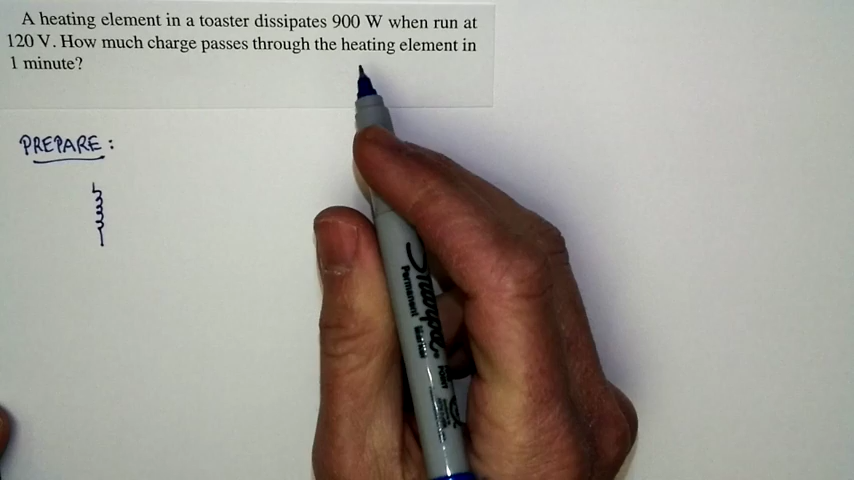 A heating element in a toaster dissipates 900 W when run at
120 V. How much charge passes through the heating element in
1 minute?
PREPARE:
Sharpie
Permanent Marker